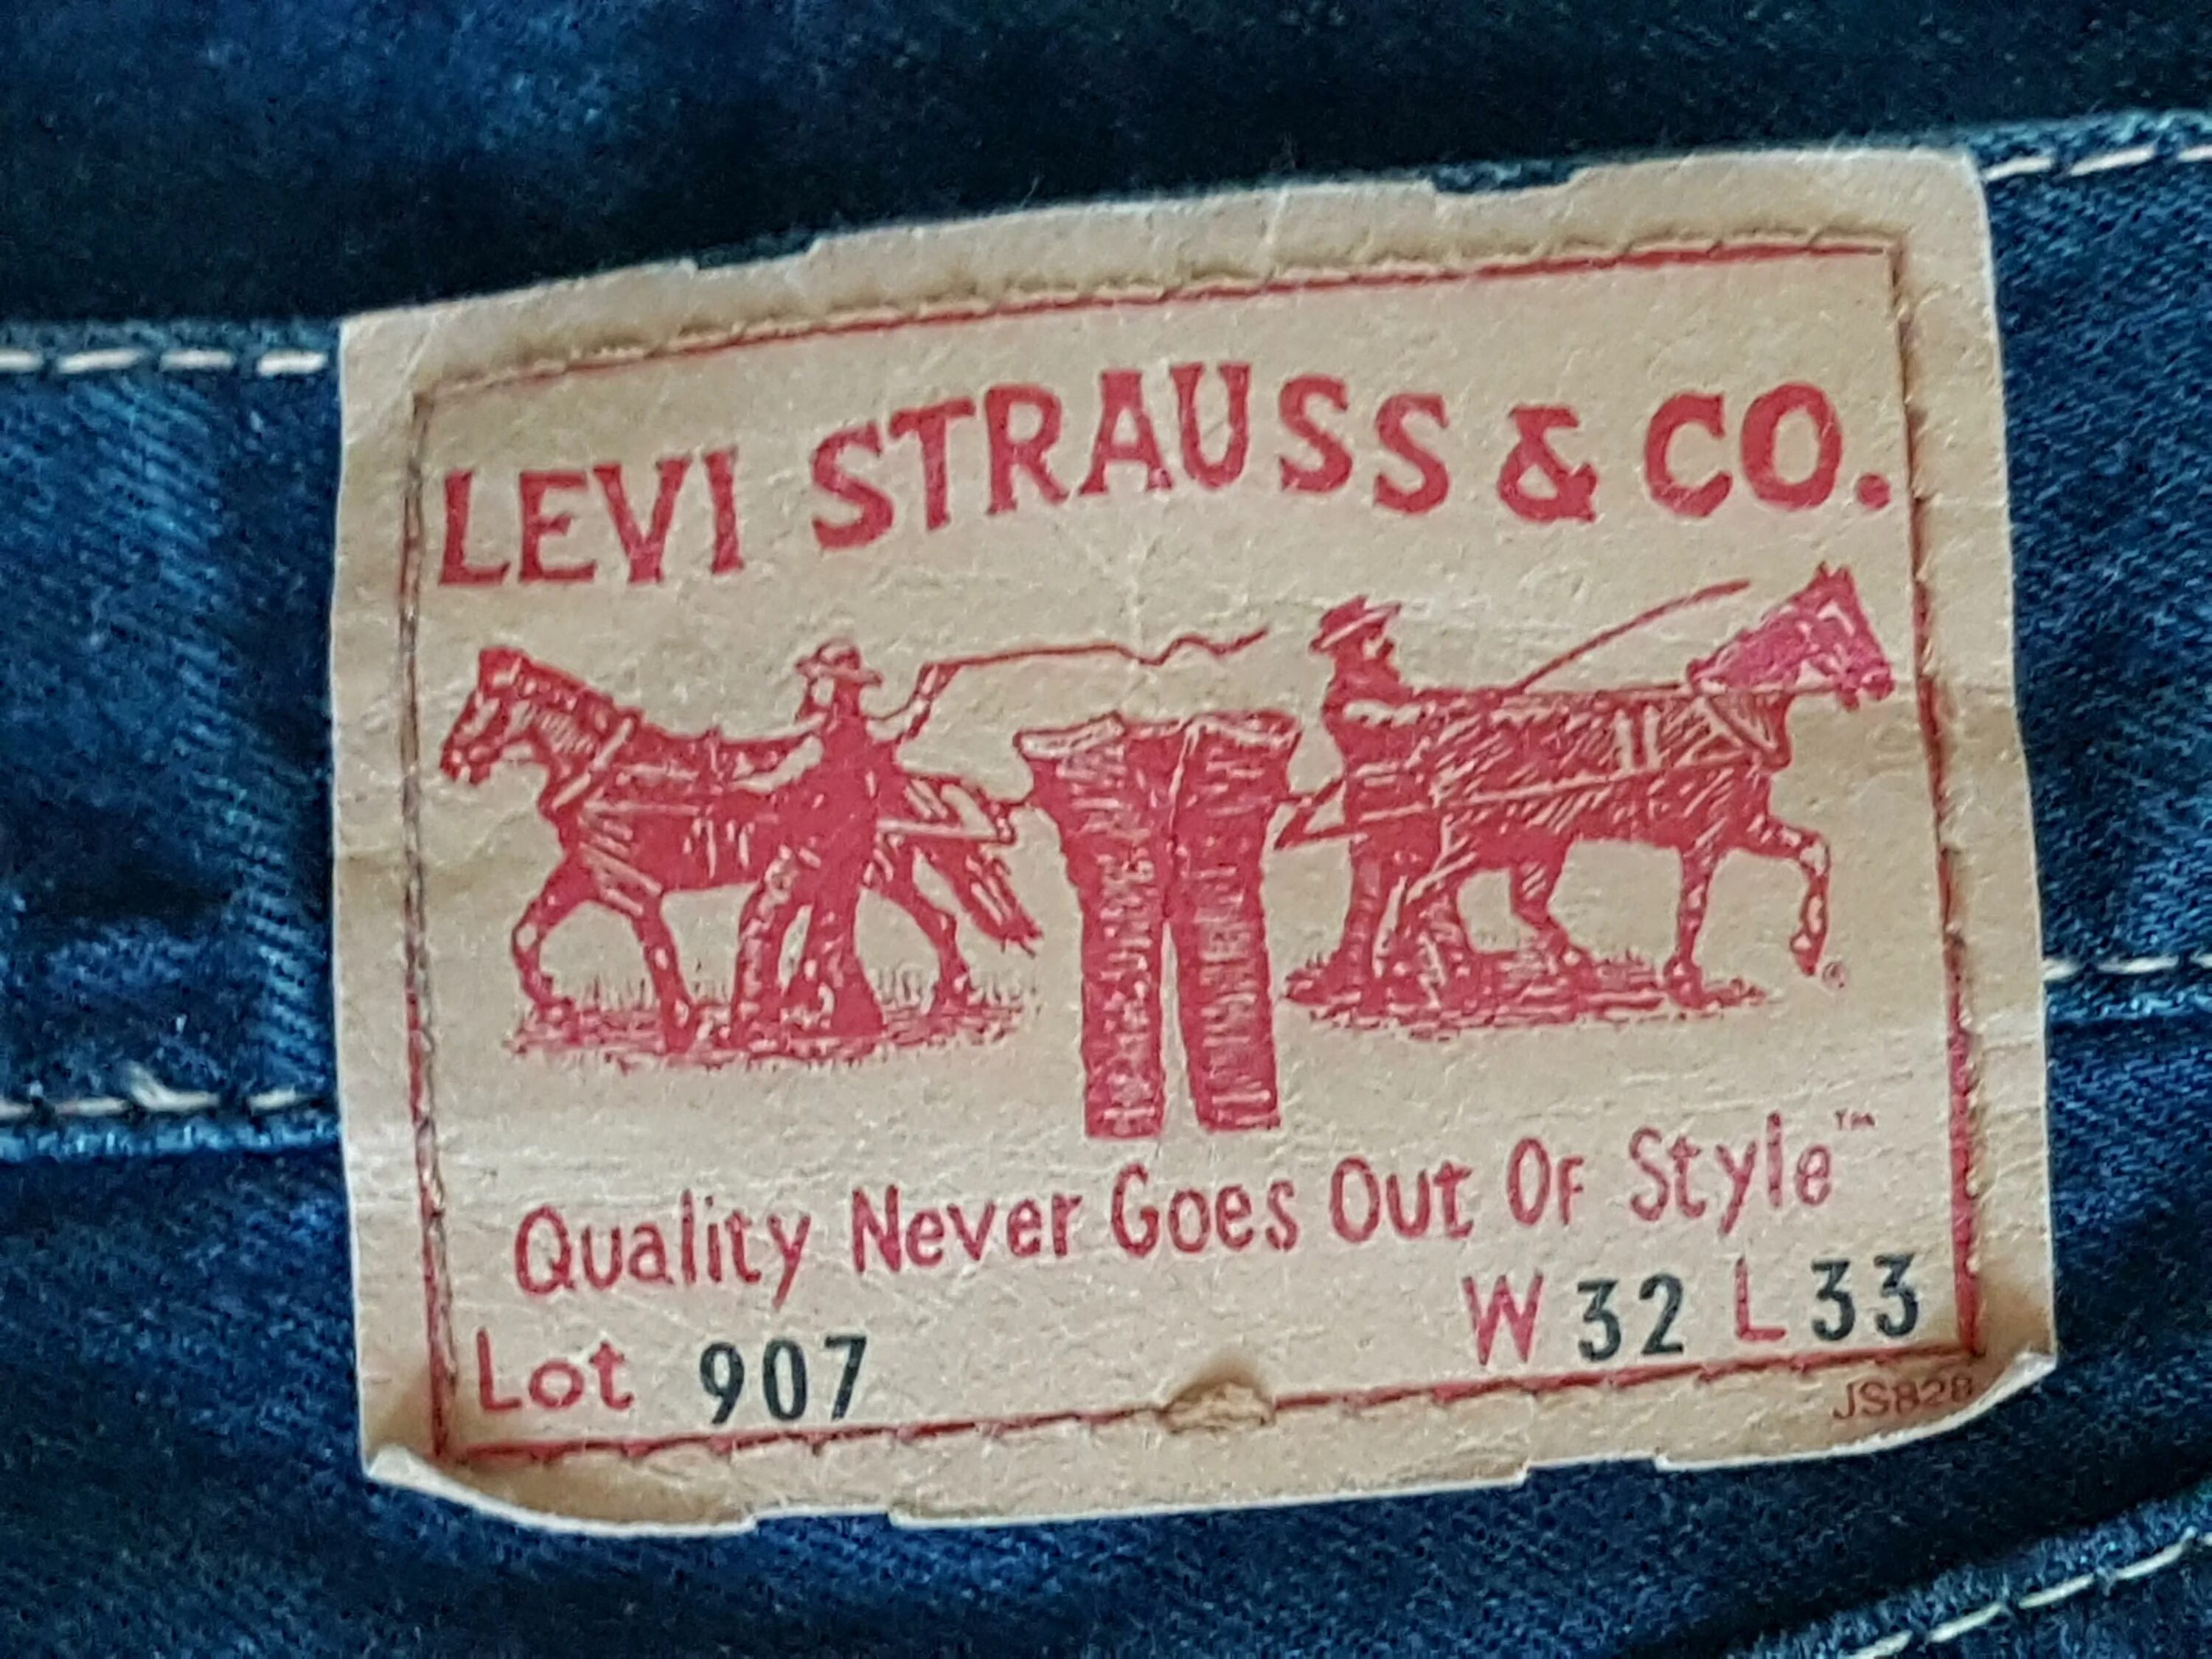 LEVI STRAUSS & CO.
®
Quality Never Goes Out Of Style™
W 32 L 33
Lot 907
JS828